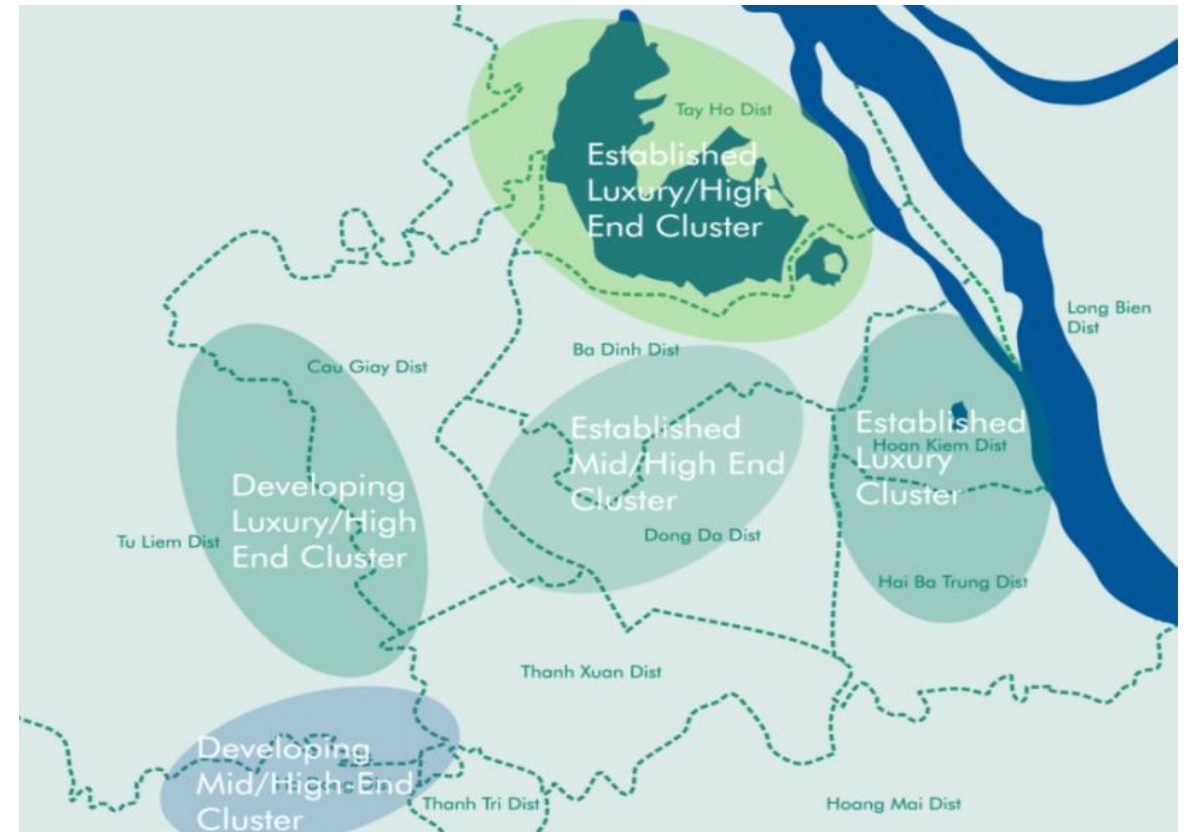 Tay Ho Dist
Established
Luxury/High
End Cluster
Long Bien
Dist
Ba Dinh Dist
Cau Giay Dist
Established
Mid/High End
Cluster
Established
Hoan Kiem Dist
Luxury
Cluster
Developing
Luxury/High
End Cluster
Tu Liem Dist
Dong Da Dist
Hai Ba Trung Dist
Thanh Xuan Dist
Developing
Mid/High-End
Cluster
Thanh Tri Dist
Hoang Mai Dist